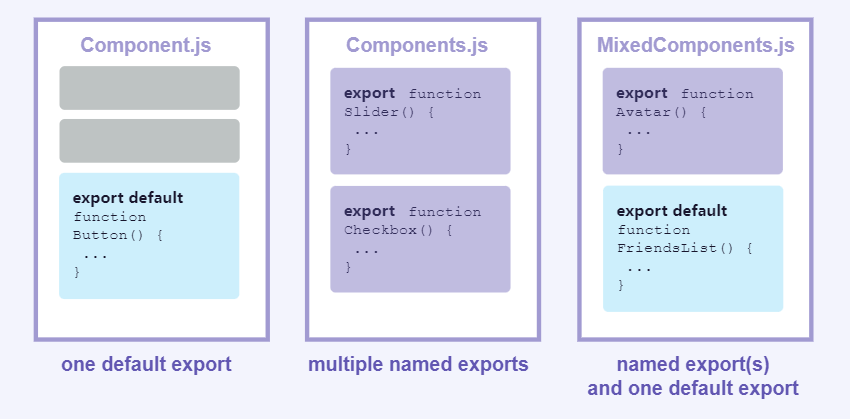 Component.js
export default
function
Button() {
...
}
one default export
Components.js
export function
Slider() {
...
}
export function
Checkbox() {
...
}
multiple named exports
MixedComponents.js
export function
Avatar() {
...
}
export default
function
FriendsList() {
...
}
named export(s)
and one default export